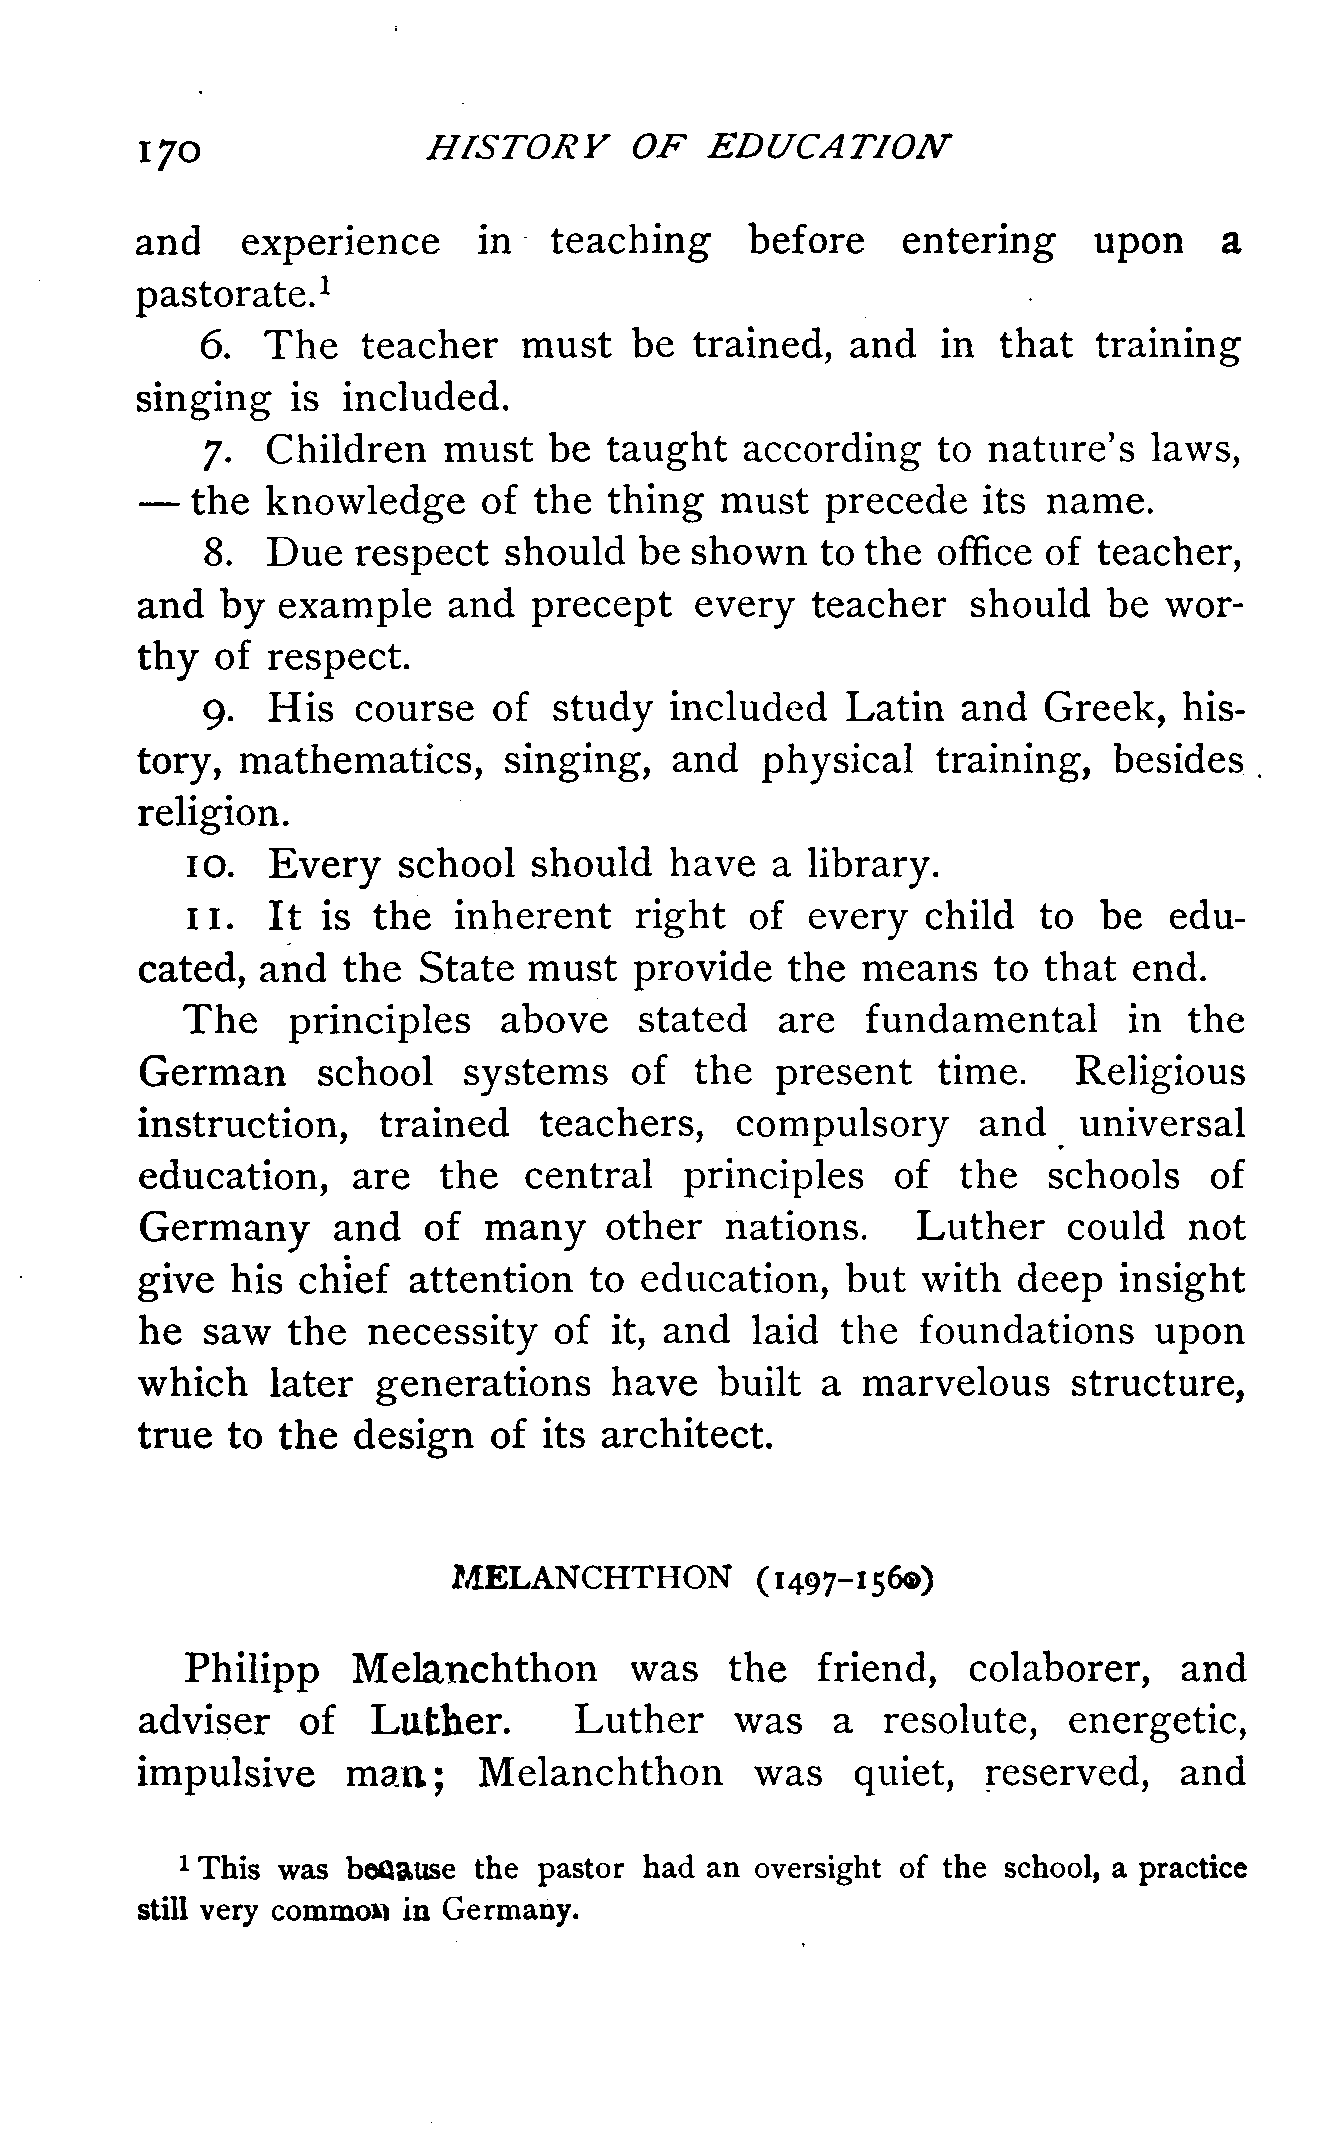 170 HISTORY OF EDUCATION
and experience in teaching before entering upon a
pastorate.¹
6. The teacher must be trained, and in that training
singing is included.
7. Children must be taught according to nature's laws,
— the knowledge of the thing must precede its name.
8. Due respect should be shown to the office of teacher,
and by example and precept every teacher should be wor-
thy of respect.
9. His course of study included Latin and Greek, his-
tory, mathematics, singing, and physical training, besides
religion.
10. Every school should have a library.
11. It is the inherent right of every child to be edu-
cated, and the State must provide the means to that end.
The principles above stated are fundamental in the
German school systems of the present time. Religious
instruction, trained teachers, compulsory and universal
education, are the central principles of the schools of
Germany and of many other nations. Luther could not
give his chief attention to education, but with deep insight
he saw the necessity of it, and laid the foundations upon
which later generations have built a marvelous structure,
true to the design of its architect.
MELANCHTHON (1497–1560)
Philipp Melanchthon was the friend, colaborer, and
adviser of Luther. Luther was a resolute, energetic,
impulsive man; Melanchthon was quiet, reserved, and
¹ This was because the pastor had an oversight of the school, a practice
still very common in Germany.